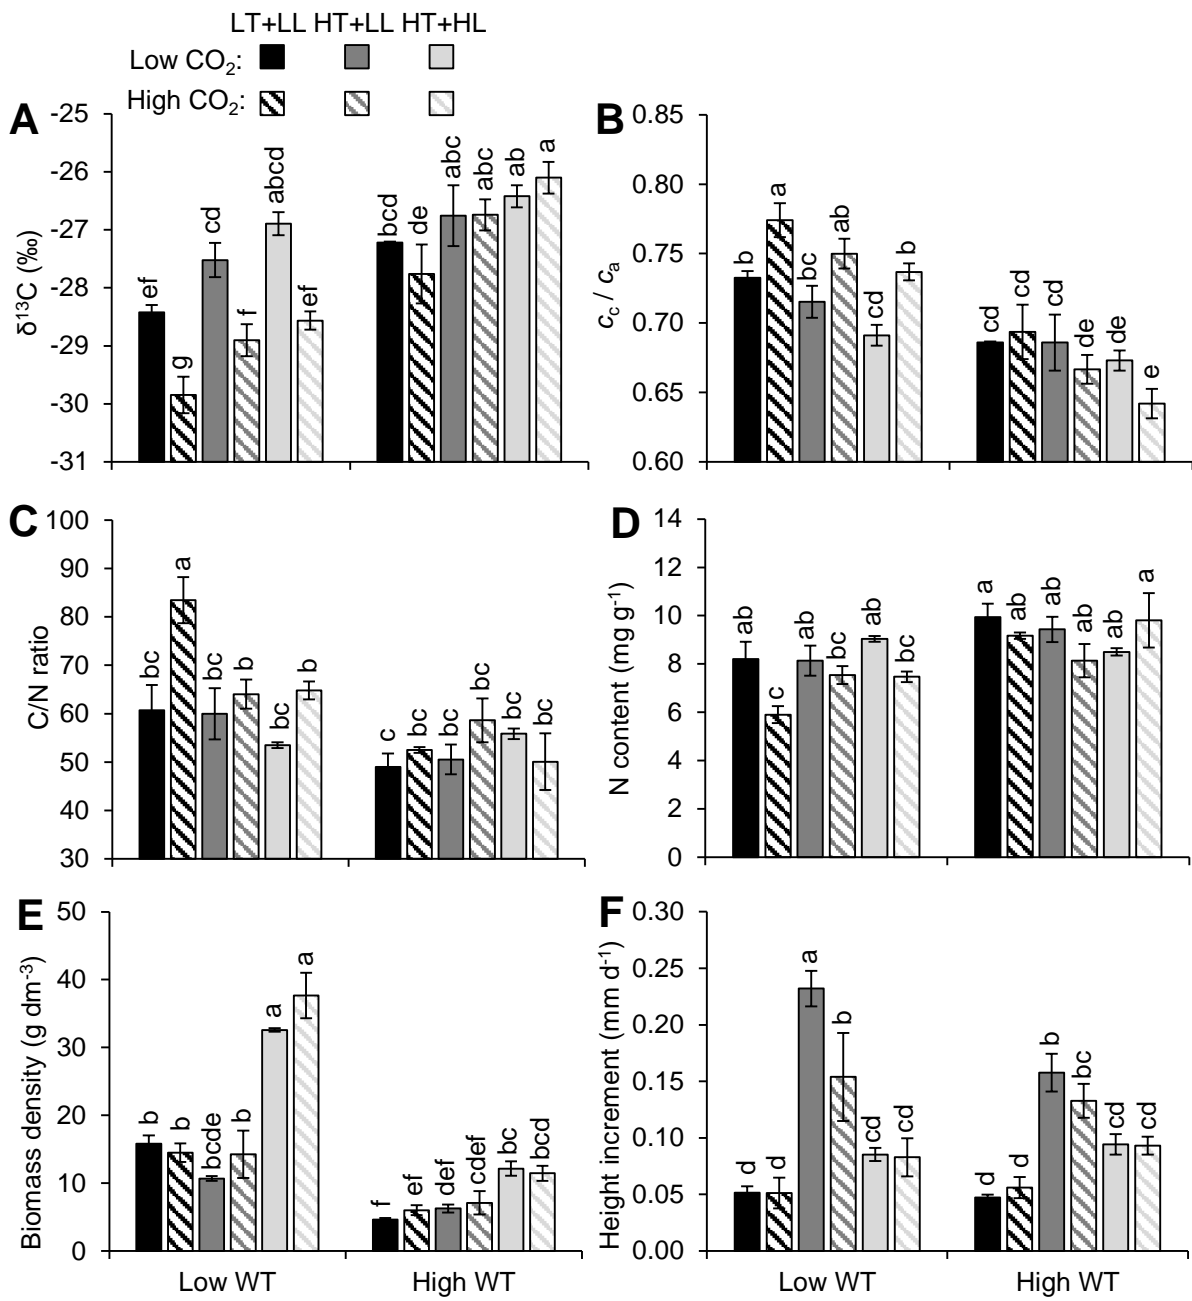 LT+LL HT+LL HT+HL
Low CO₂:
High CO₂:
A
δ¹³C (‰)
-25
-26
-27
-28
-29
-30
-31
ef
g
cd
f
abcd
ef
bcd
de
abc
abc
ab
a
B
c_c / c_a
0.85
0.80
0.75
0.70
0.65
0.60
b
a
bc
ab
cd
b
cd
cd
cd
de
de
e
C
C/N ratio
100
90
80
70
60
50
40
30
bc
a
bc
b
bc
b
c
bc
bc
bc
bc
bc
D
N content (mg g⁻¹)
14
12
10
8
6
4
2
0
ab
c
ab
bc
ab
bc
a
ab
ab
ab
ab
a
E
Biomass density (g dm⁻³)
50
40
30
20
10
0
b
b
bcde
b
a
a
f
ef
def
cdef
bc
bcd
Low WT
High WT
F
Height increment (mm d⁻¹)
0.30
0.25
0.20
0.15
0.10
0.05
0.00
d
d
a
b
cd
cd
d
d
b
bc
cd
cd
Low WT
High WT